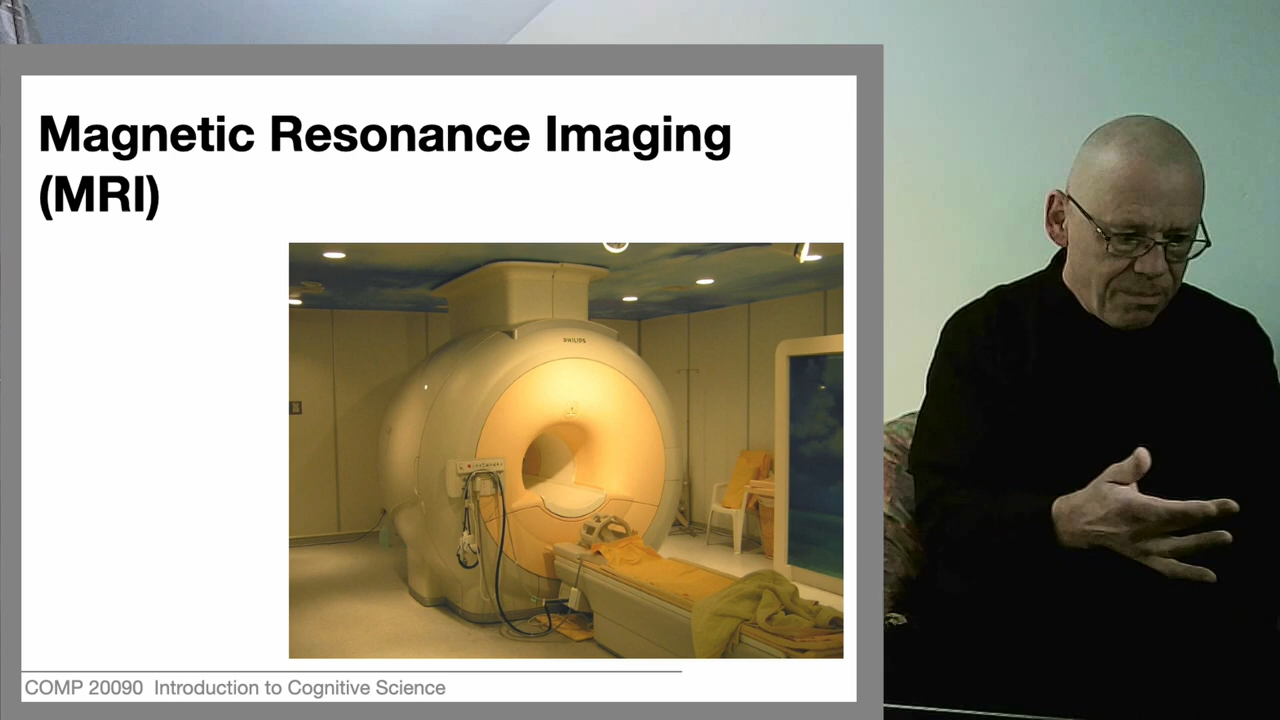 Magnetic Resonance Imaging
(MRI)
PHILIPS
COMP 20090 Introduction to Cognitive Science